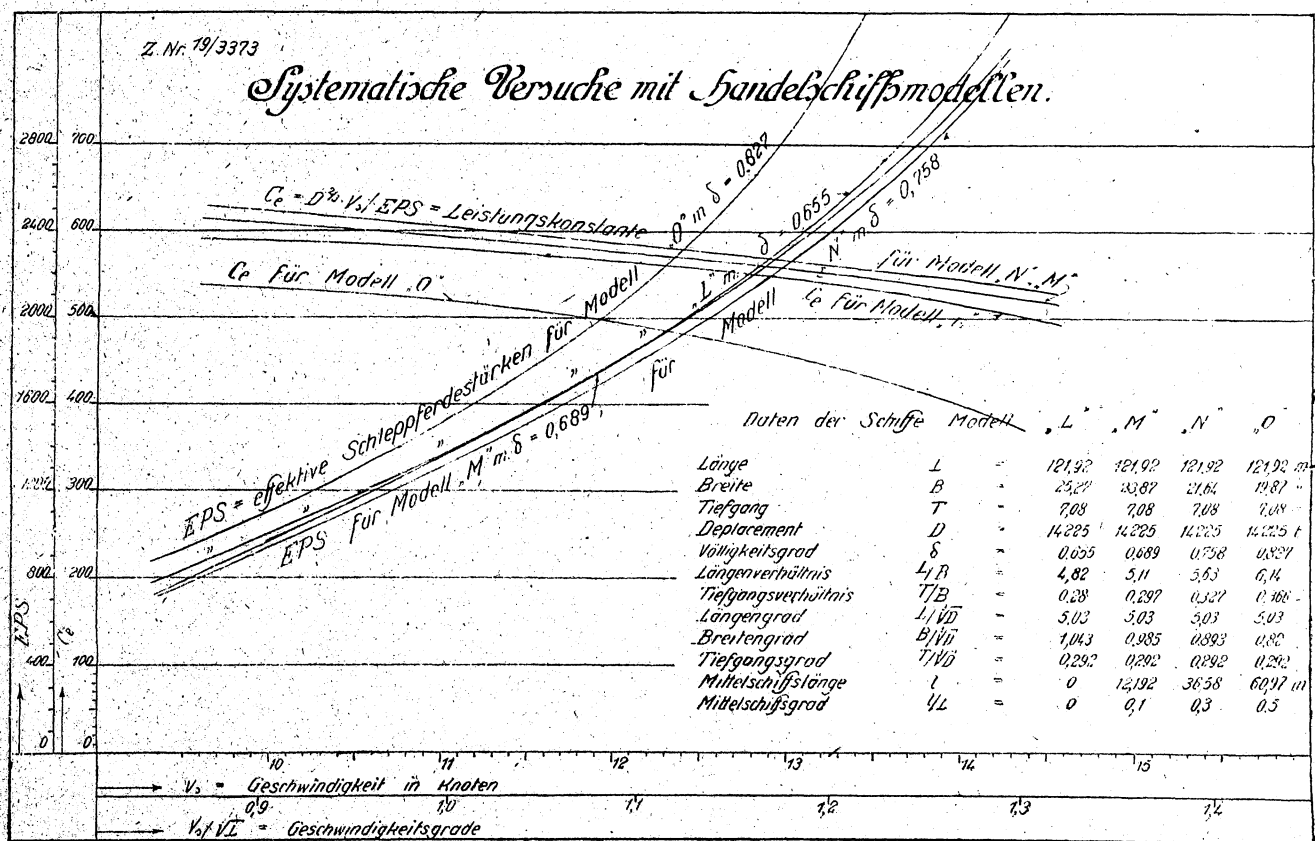 Z. Nr. 19/3373
Systematische Versuche mit Handelschiffsmodellen.
2800 700
2400 600
2000 500
1600 400
300
800 200
400 100
0 0
EPS
Ce
Ce = D⅔·V₃/EPS = Leistungskonstante
Ce für Modell „O"
EPS = effektive Schleppferdestärken für Modell „O" m δ = 0,827
„ „ „ „ „L" m. δ = 0,655
EPS für Modell „M" m. δ = 0,689
für Modell „N" m. δ = 0,758
für Modell „N" „M"
Ce für Modell „L"
Daten der Schiffe Modell „L" „M" „N" „O"
Länge L = 121,92 121,92 121,92 121,92 m
Breite B = 25,27 23,87 21,64 19,87 "
Tiefgang T = 7,08 7,08 7,08 7,08 "
Deplacement D = 14225 14225 14225 14225 t
Völligkeitsgrad δ = 0,655 0,689 0,758 0,827
Längenverhältnis L/B = 4,82 5,11 5,63 6,14
Tiefgangsverhältnis T/B = 0,28 0,297 0,327
Längengrad L/∛D = 5,03 5,03 5,03 5,03
Breitengrad B/∛D = 1,043 0,985 0,893 0,82
Tiefgangsgrad T/∛D = 0,292 0,292 0,292 0,292
Mittelschiffslänge l = 0 12,192 36,58 60,97 m
Mittelschiffsgrad l/L = 0 0,1 0,3 0,5
10 11 12 13 14 15
V₃ = Geschwindigkeit in Knoten
0,9 1,0 1,1 1,2 1,3 1,4
V₃/√L = Geschwindigkeitsgrade